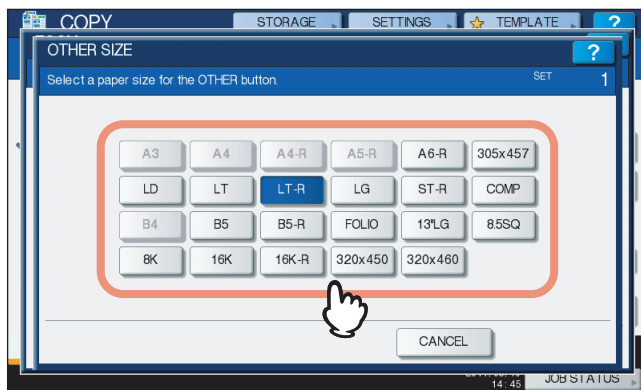 COPY
STORAGE SETTINGS TEMPLATE ?
OTHER SIZE ?
Select a paper size for the OTHER button. SET 1
A3 A4 A4-R A5-R A6-R 305x457
LD LT LT-R LG ST-R COMP
B4 B5 B5-R FOLIO 13"LG 8.5SQ
8K 16K 16K-R 320x450 320x460
CANCEL
14:45 JOB STATUS